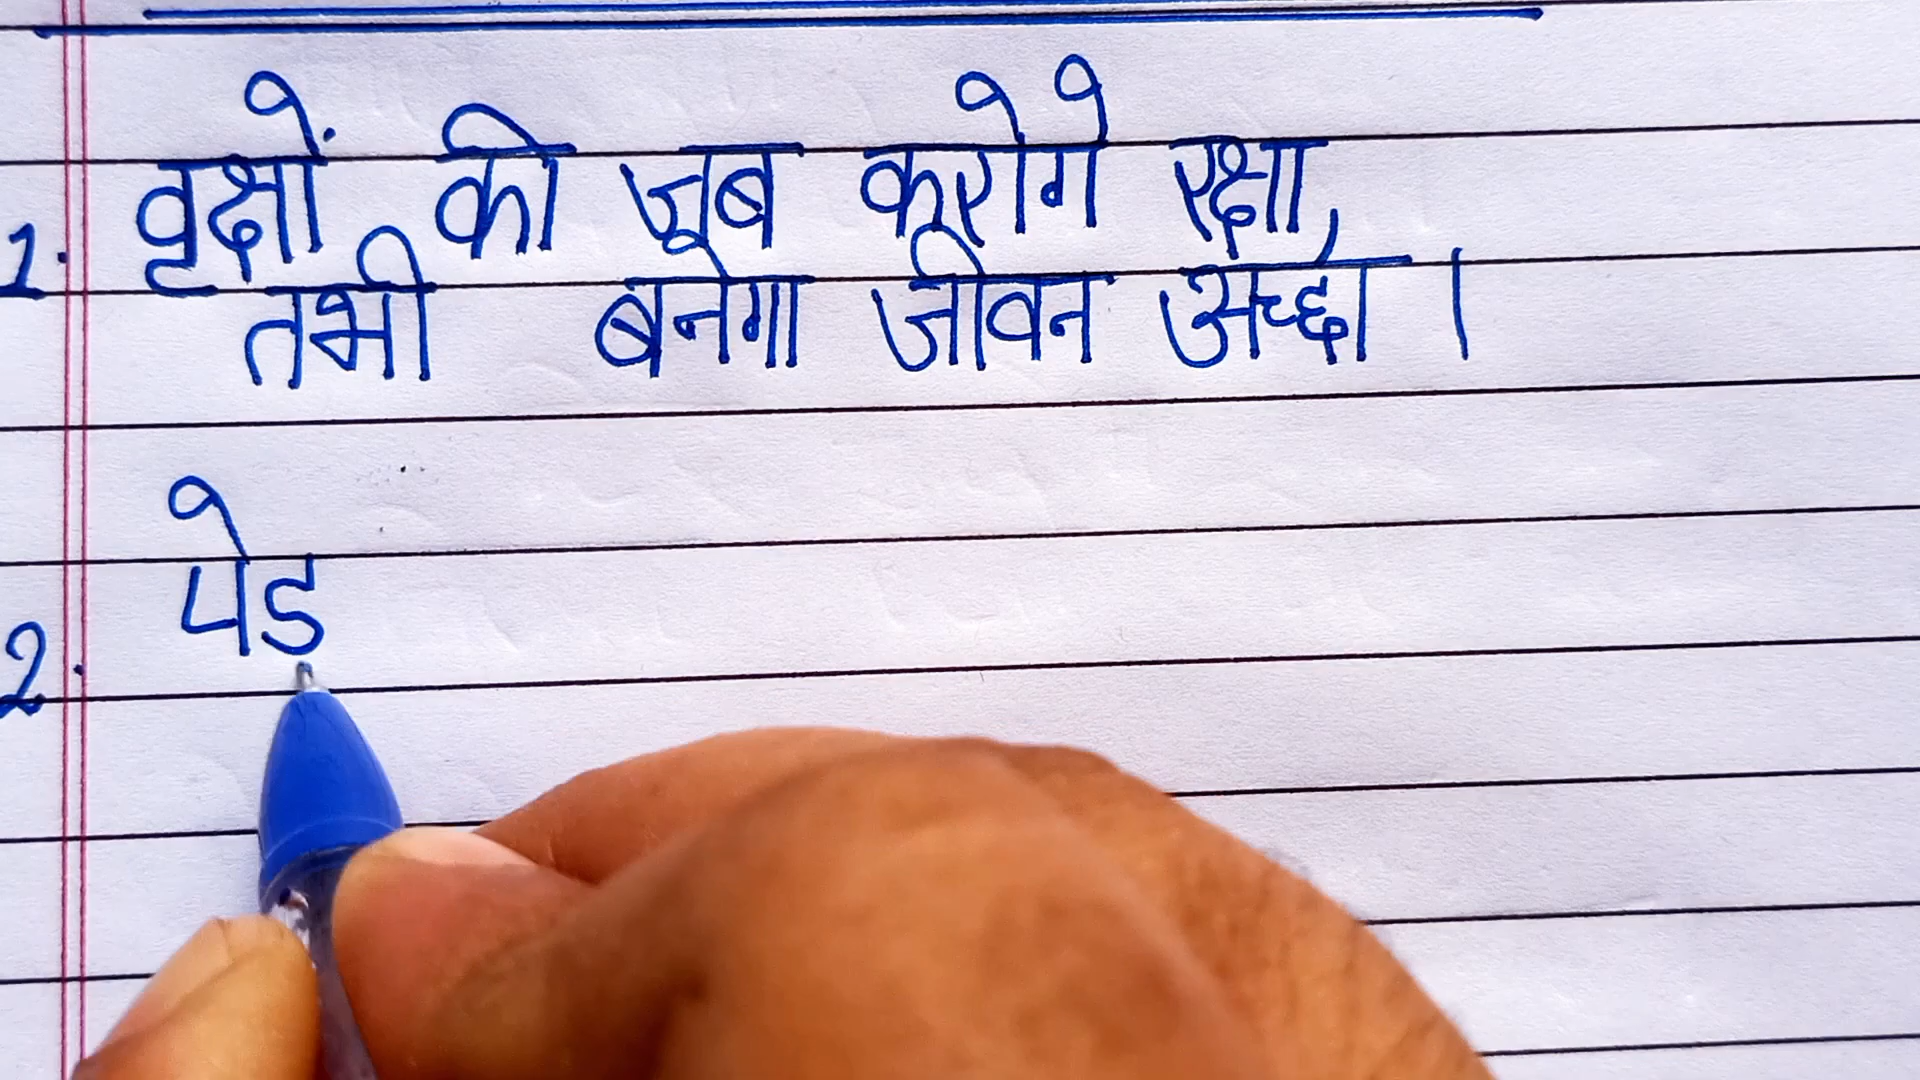 1. वृक्षों की जब करोगे रक्षा,
तभी बनेगा जीवन अच्छा ।
2. पेड